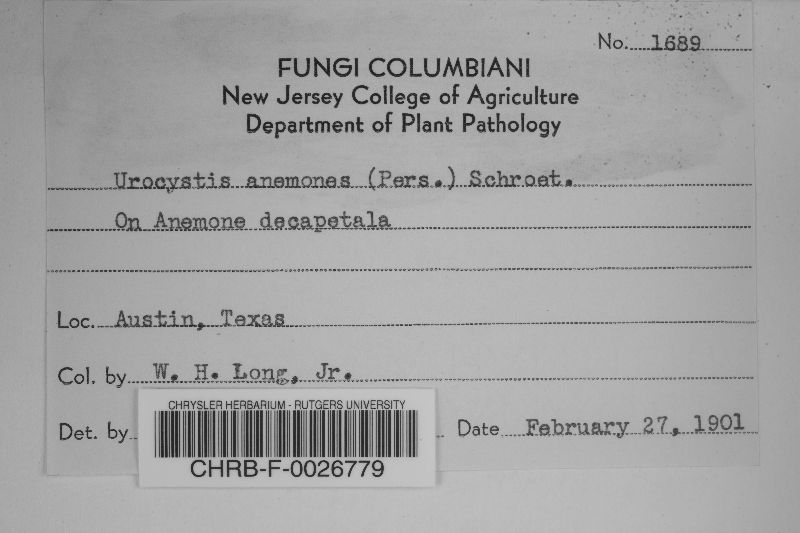 No. 1689
FUNGI COLUMBIANI
New Jersey College of Agriculture
Department of Plant Pathology
Urocystis anemones (Pers.) Schroet.
On Anemone decapetala
Loc. Austin, Texas
Col. by W. H. Long, Jr.
Det. by
Date February 27, 1901
CHRYSLER HERBARIUM - RUTGERS UNIVERSITY
CHRB-F-0026779